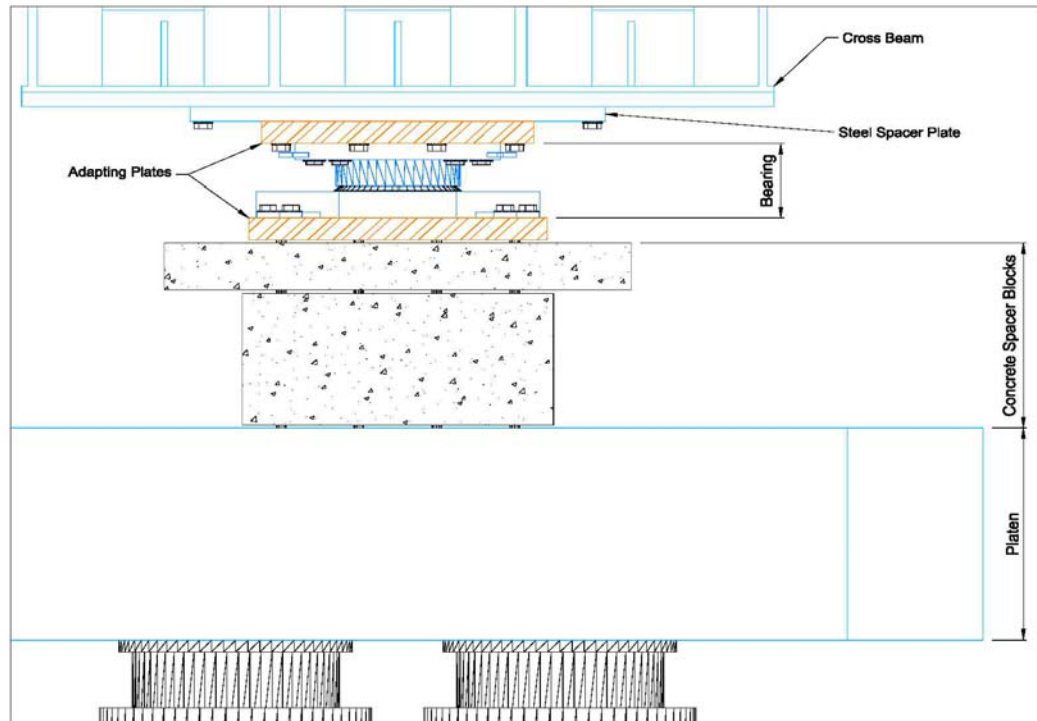 Cross Beam
Steel Spacer Plate
Adapting Plates
Bearing
Concrete Spacer Blocks
Platen